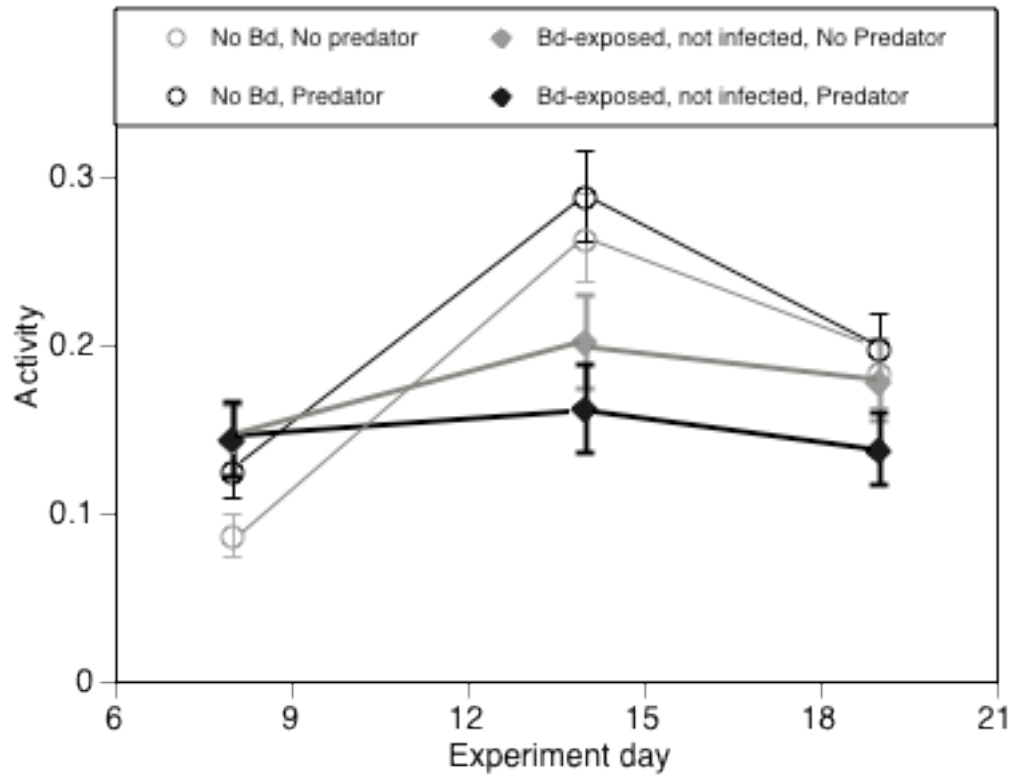 No Bd, No predator
Bd-exposed, not infected, No Predator
No Bd, Predator
Bd-exposed, not infected, Predator
0.3
0.2
0.1
0
Activity
6 9 12 15 18 21
Experiment day